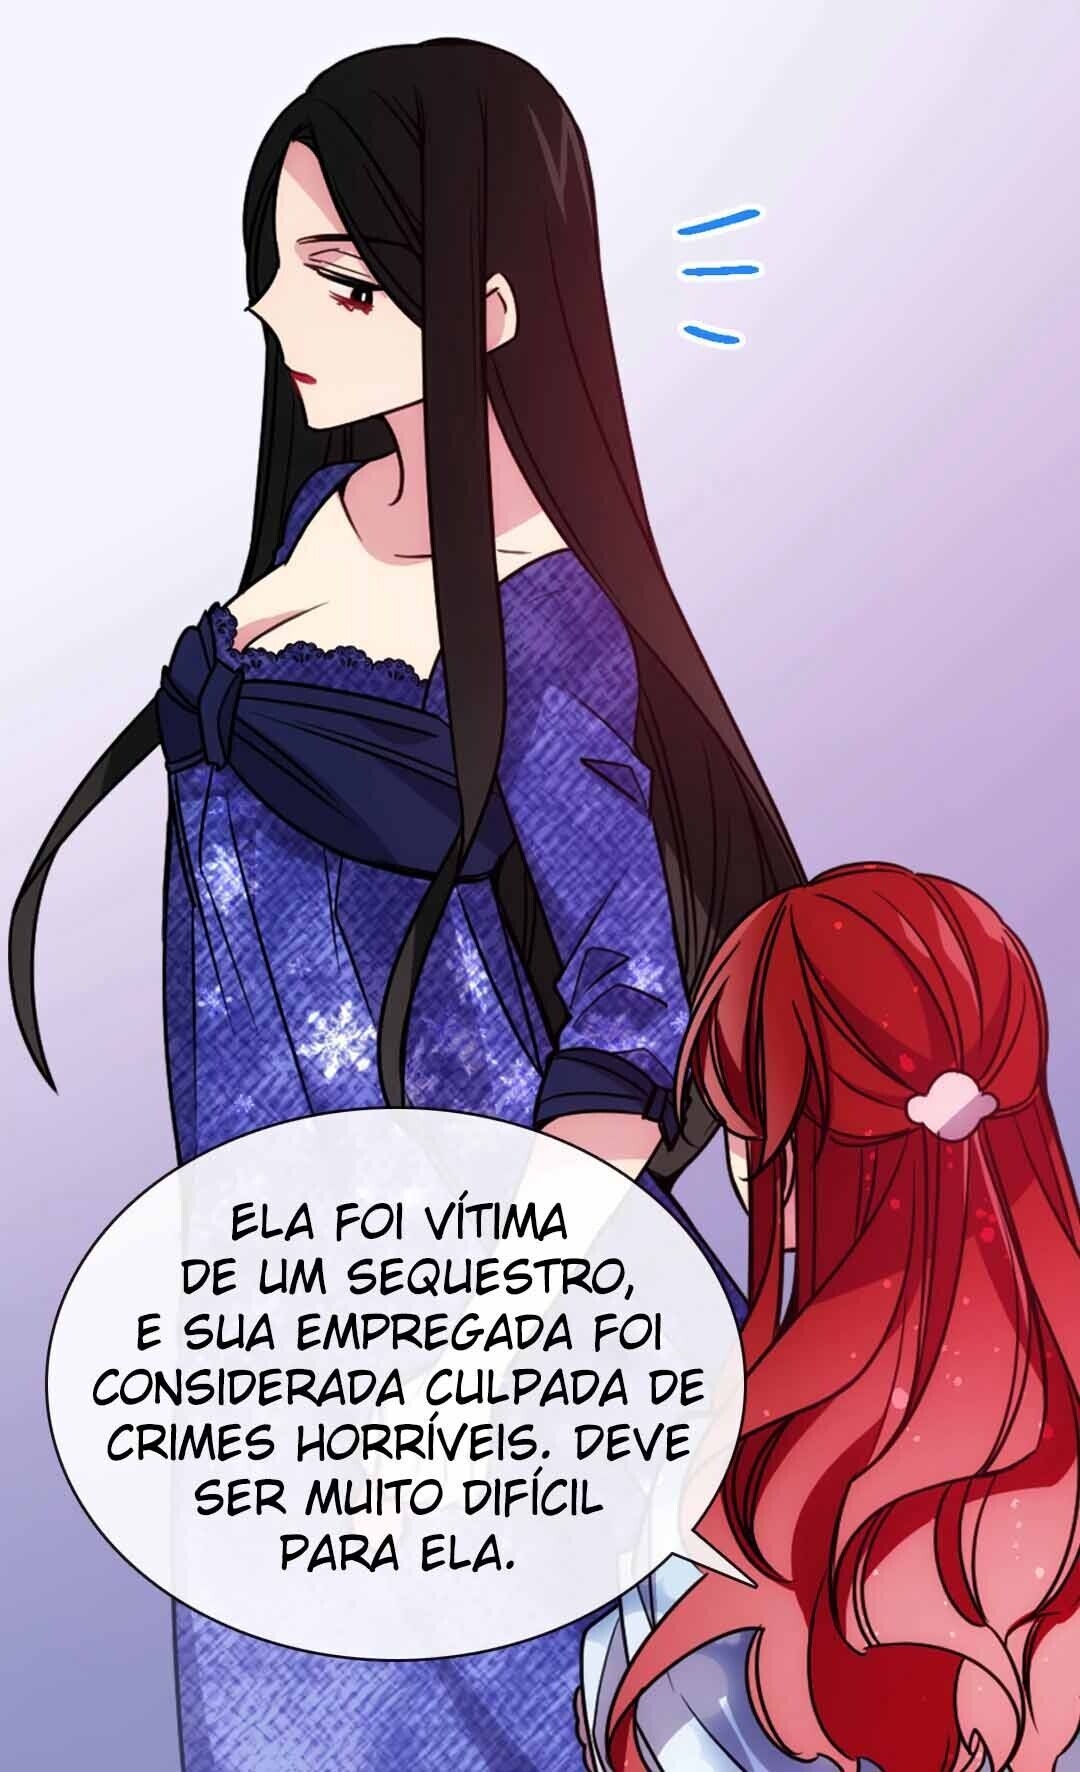 ELA FOI VÍTIMA
DE UM SEQUESTRO,
E SUA EMPREGADA FOI
CONSIDERADA CULPADA DE
CRIMES HORRÍVEIS. DEVE
SER MUITO DIFÍCIL
PARA ELA.